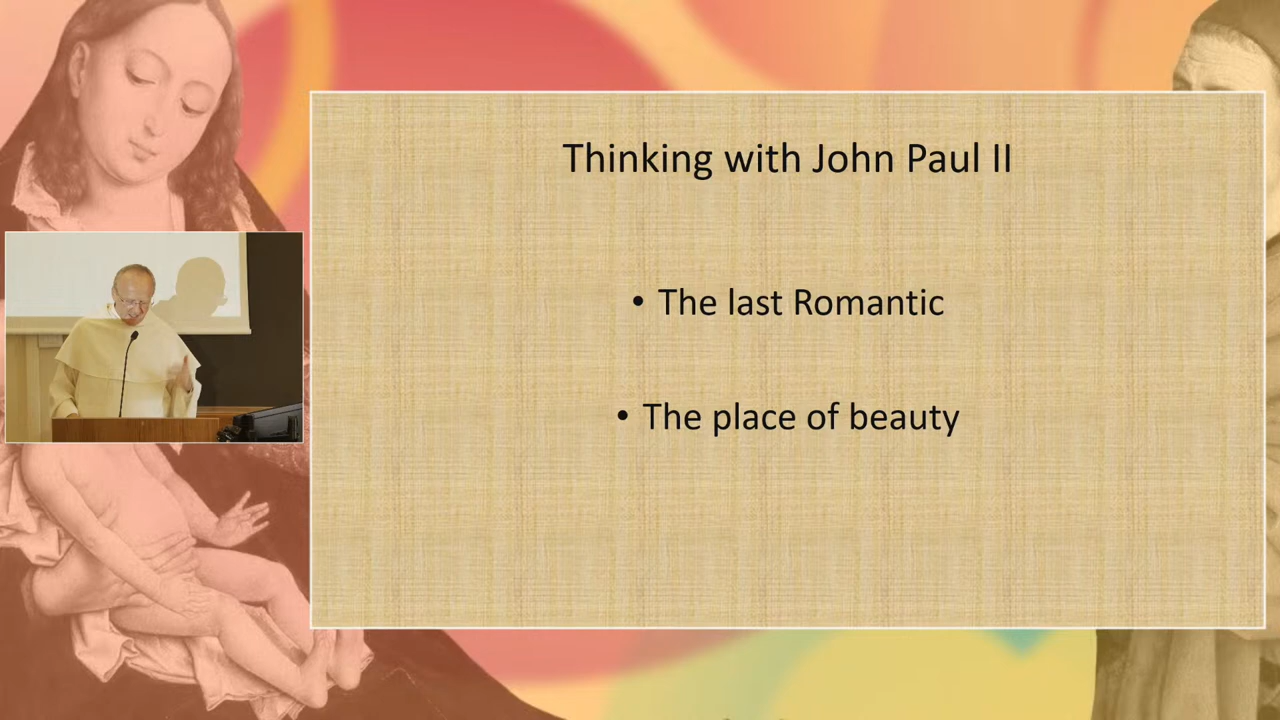 Thinking with John Paul II
• The last Romantic
• The place of beauty